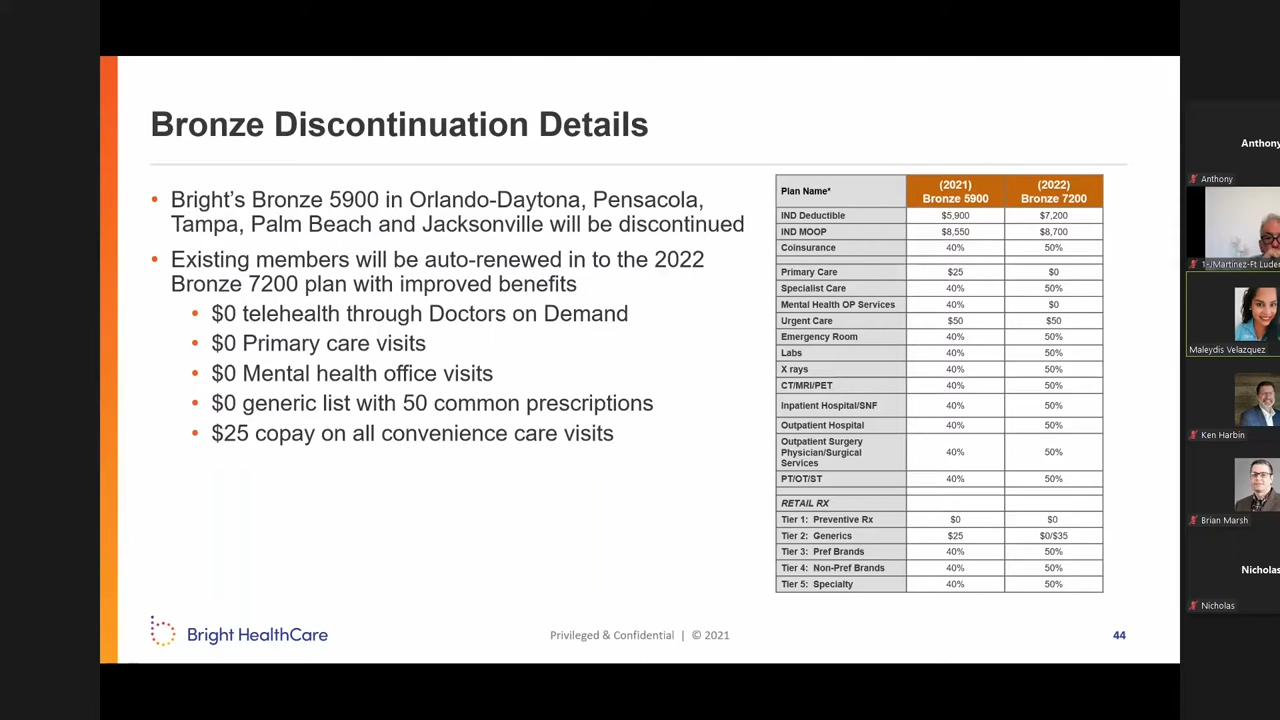 Bronze Discontinuation Details
• Bright's Bronze 5900 in Orlando-Daytona, Pensacola,
Tampa, Palm Beach and Jacksonville will be discontinued
• Existing members will be auto-renewed in to the 2022
Bronze 7200 plan with improved benefits
• $0 telehealth through Doctors on Demand
• $0 Primary care visits
• $0 Mental health office visits
• $0 generic list with 50 common prescriptions
• $25 copay on all convenience care visits
Plan Name* (2021) Bronze 5900 (2022) Bronze 7200
IND Deductible $5,900 $7,200
IND MOOP $8,550 $8,700
Coinsurance 40% 50%
Primary Care $25 $0
Specialist Care 40% 50%
Mental Health OP Services 40% $0
Urgent Care $50 $50
Emergency Room 40% 50%
Labs 40% 50%
X rays 40% 50%
CT/MRI/PET 40% 50%
Inpatient Hospital/SNF 40% 50%
Outpatient Hospital 40% 50%
Outpatient Surgery
Physician/Surgical 40% 50%
Services
PT/OT/ST 40% 50%
RETAIL RX
Tier 1: Preventive Rx $0 $0
Tier 2: Generics $25 $0/$35
Tier 3: Pref Brands 40% 50%
Tier 4: Non-Pref Brands 40% 50%
Tier 5: Specialty 40% 50%
Bright HealthCare
Privileged & Confidential | © 2021
44
Anthony
Anthony
1-JMartinez-Ft Luder
Maleydis Velazquez
Ken Harbin
Brian Marsh
Nicholas
Nicholas